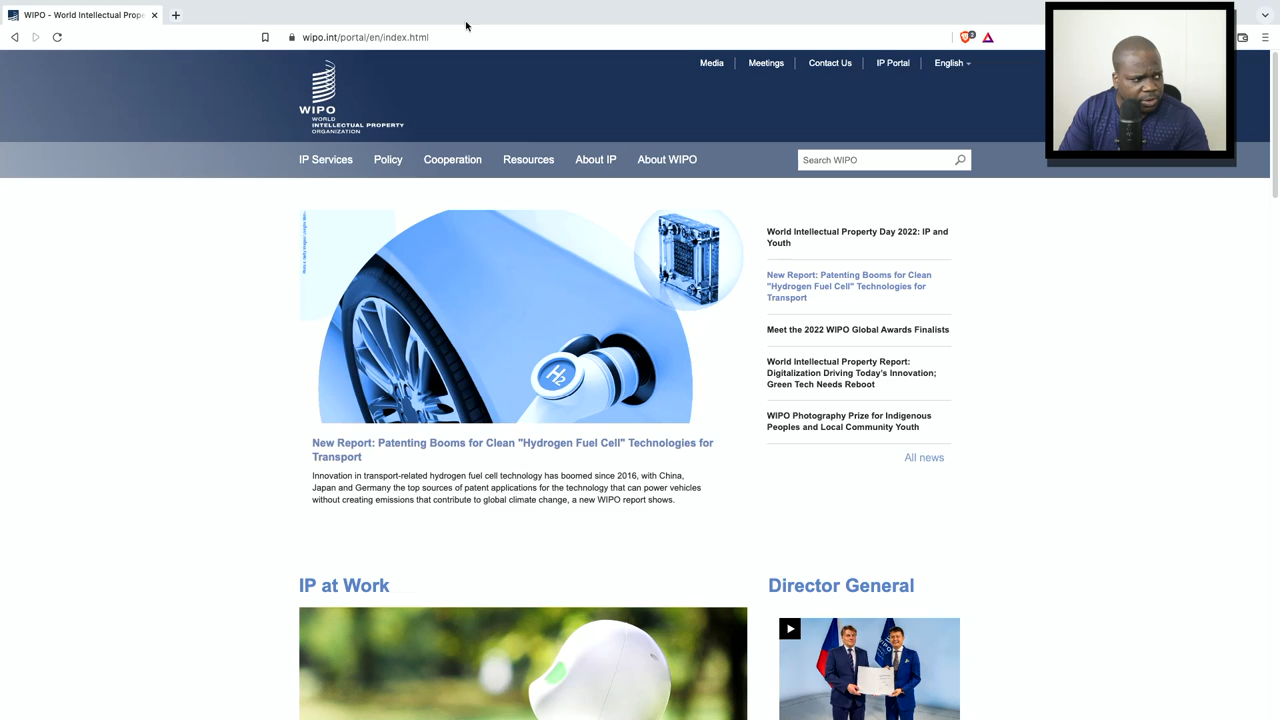 WIPO - World Intellectual Prope
wipo.int/portal/en/index.html
2
Media
Meetings
Contact Us
IP Portal
English
WIPO
WORLD
INTELLECTUAL PROPERTY
ORGANIZATION
IP Services
Policy
Cooperation
Resources
About IP
About WIPO
Search WIPO
H2
New Report: Patenting Booms for Clean "Hydrogen Fuel Cell" Technologies for
Transport
Innovation in transport-related hydrogen fuel cell technology has boomed since 2016, with China,
Japan and Germany the top sources of patent applications for the technology that can power vehicles
without creating emissions that contribute to global climate change, a new WIPO report shows.
World Intellectual Property Day 2022: IP and
Youth
New Report: Patenting Booms for Clean
"Hydrogen Fuel Cell" Technologies for
Transport
Meet the 2022 WIPO Global Awards Finalists
World Intellectual Property Report:
Digitalization Driving Today's Innovation;
Green Tech Needs Reboot
WIPO Photography Prize for Indigenous
Peoples and Local Community Youth
All news
IP at Work
Director General